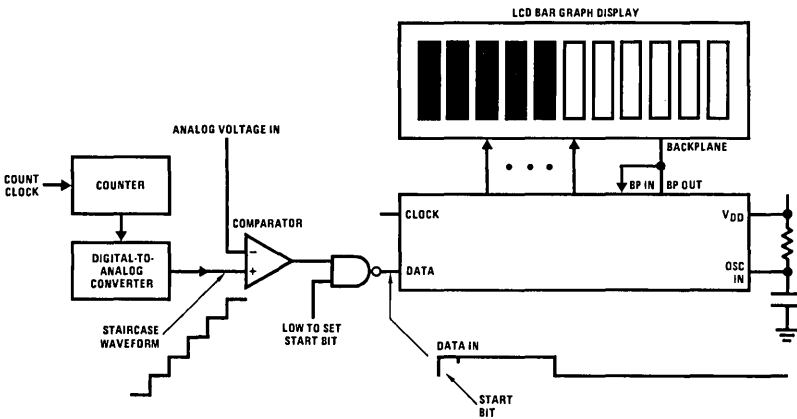 LCD BAR GRAPH DISPLAY
ANALOG VOLTAGE IN
BACKPLANE
COUNT
CLOCK
COUNTER
BP IN
BP OUT
COMPARATOR
CLOCK
VDD
DIGITAL-TO-
ANALOG
CONVERTER
−
+
DATA
OSC
IN
STAIRCASE
WAVEFORM
LOW TO SET
START BIT
DATA IN
START
BIT